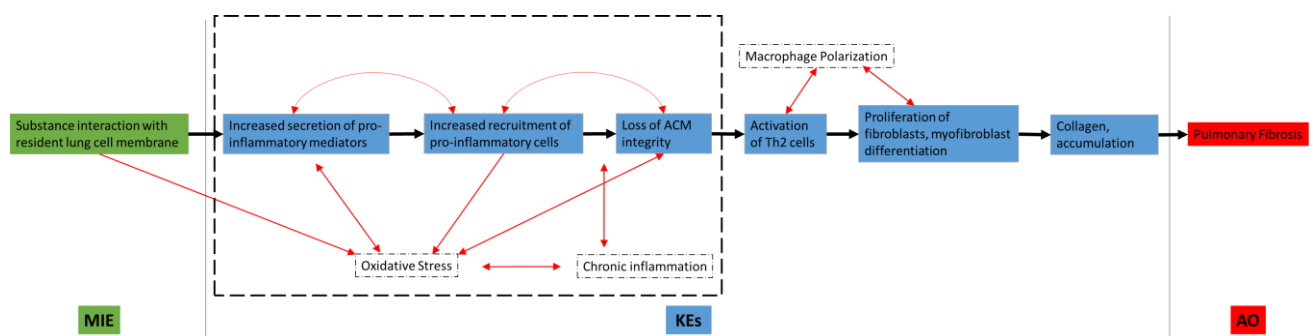 Macrophage Polarization
Substance interaction with
resident lung cell membrane
Increased secretion of pro-
inflammatory mediators
Increased recruitment of
pro-inflammatory cells
Loss of ACM
integrity
Activation
of Th2 cells
Proliferation of
fibroblasts, myofibroblast
differentiation
Collagen,
accumulation
Pulmonary Fibrosis
Oxidative Stress
Chronic inflammation
MIE
KEs
AO